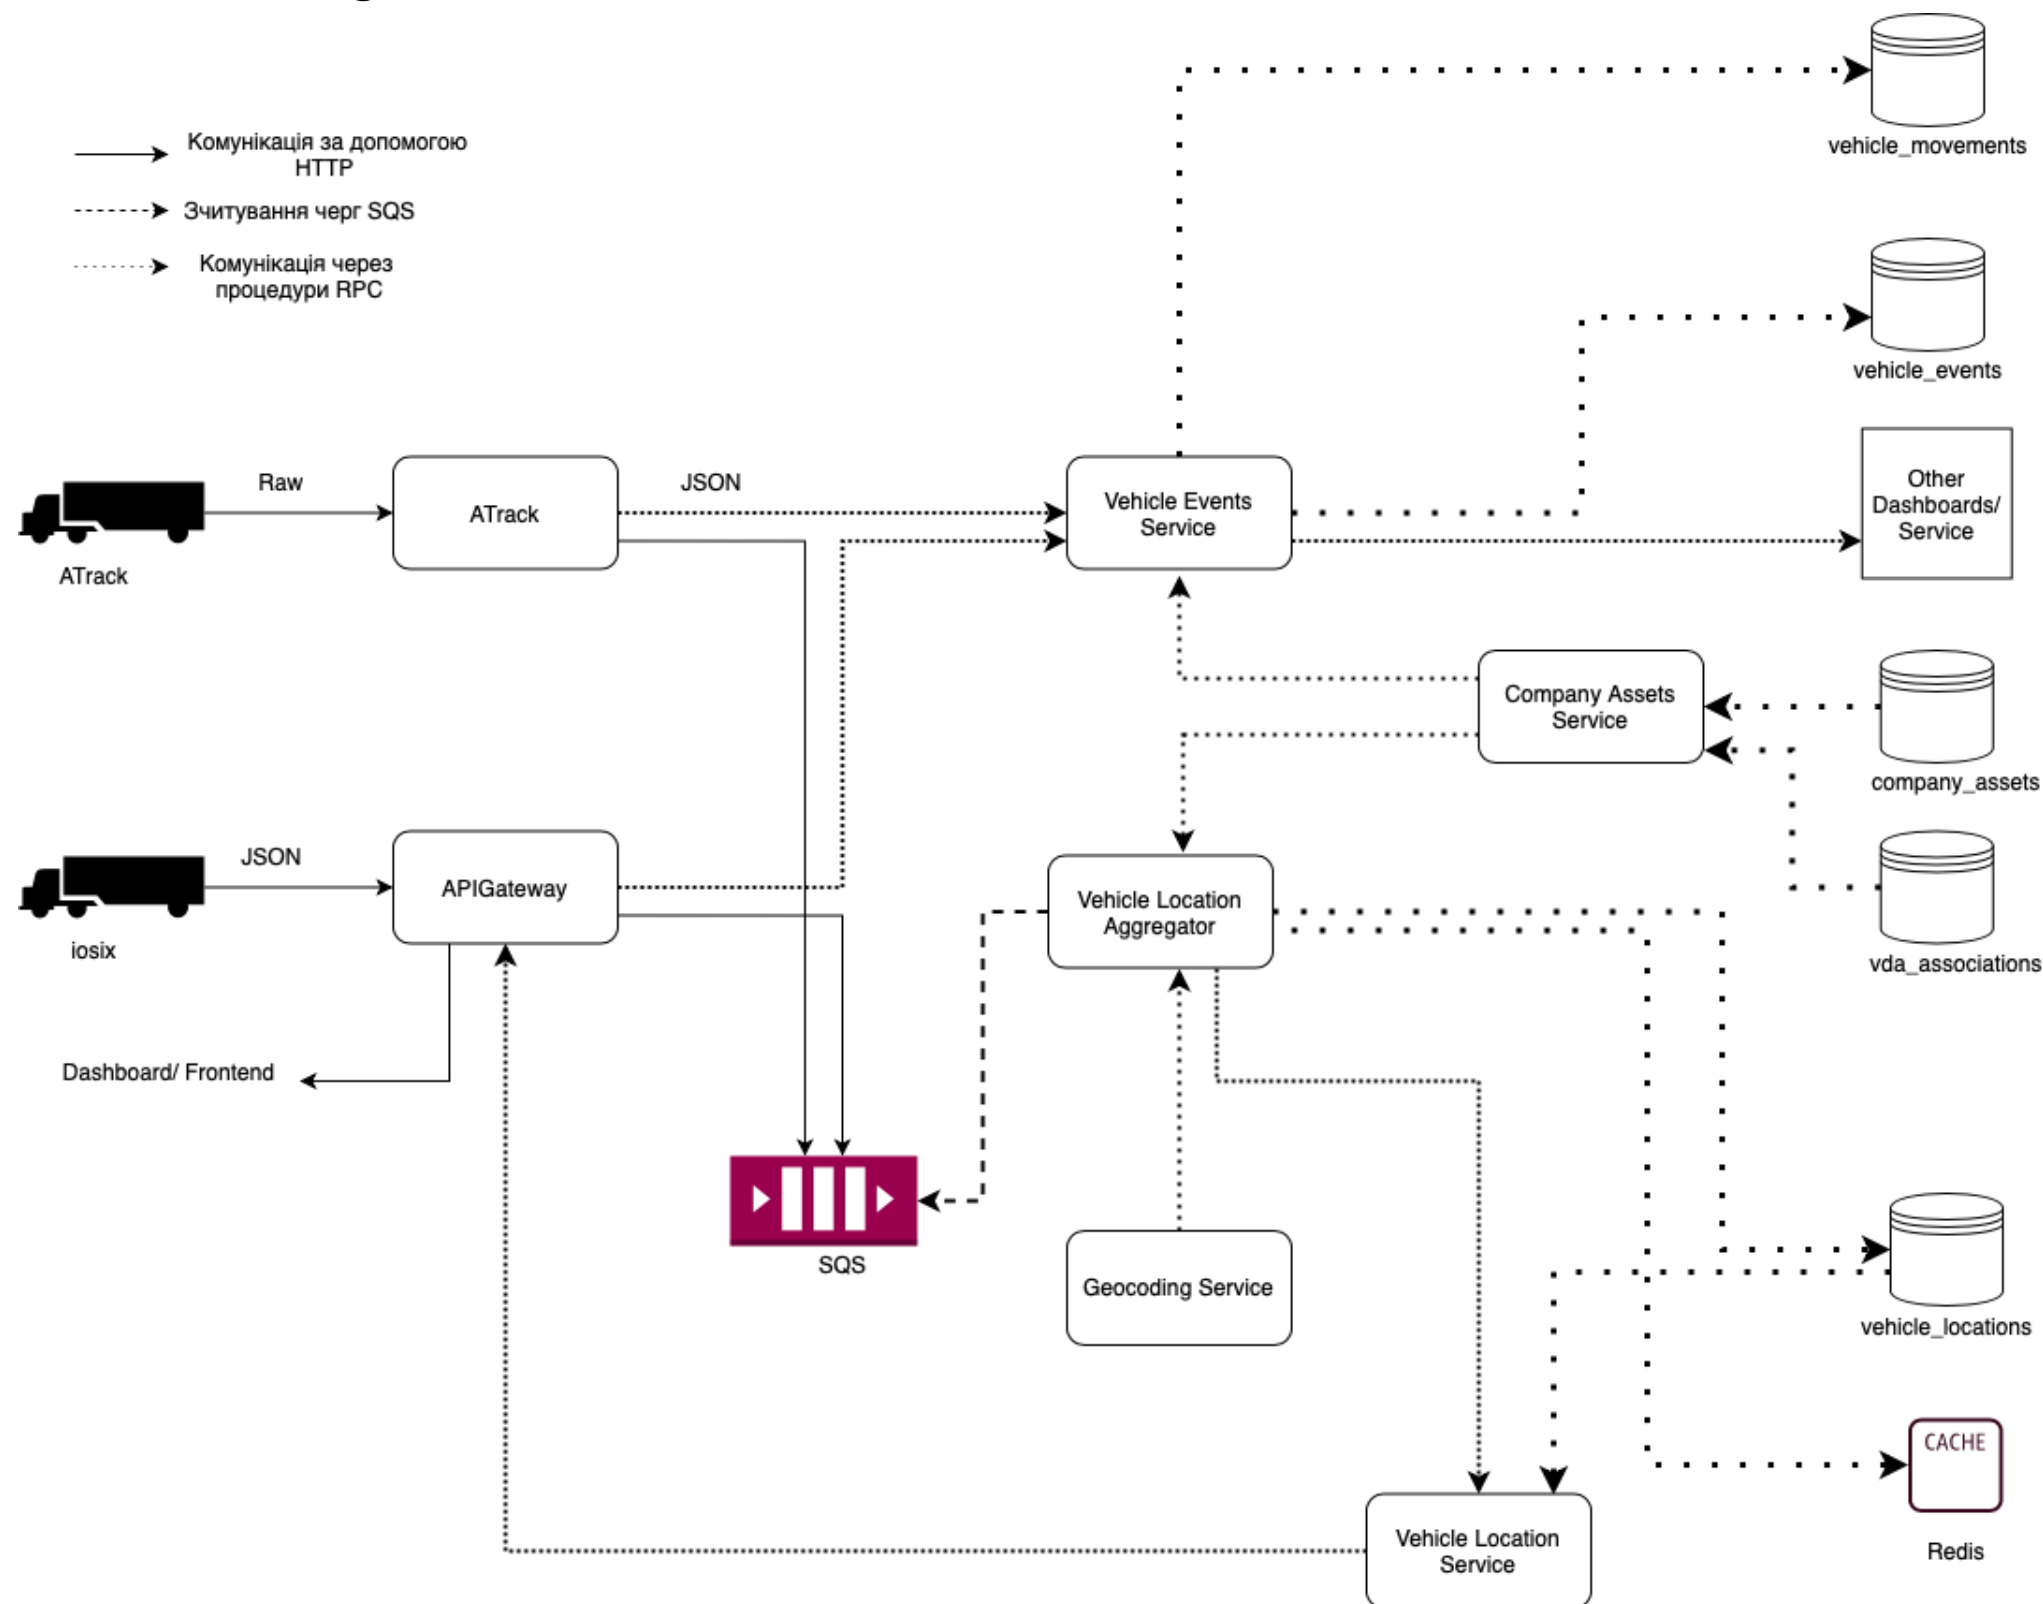 Комунікація за допомогою
HTTP
Зчитування черг SQS
Комунікація через
процедури RPC
vehicle_movements
vehicle_events
Raw
ATrack
ATrack
JSON
Vehicle Events
Service
Other
Dashboards/
Service
Company Assets
Service
company_assets
JSON
iosix
APIGateway
Vehicle Location
Aggregator
vda_associations
Dashboard/ Frontend
SQS
Geocoding Service
vehicle_locations
CACHE
Redis
Vehicle Location
Service